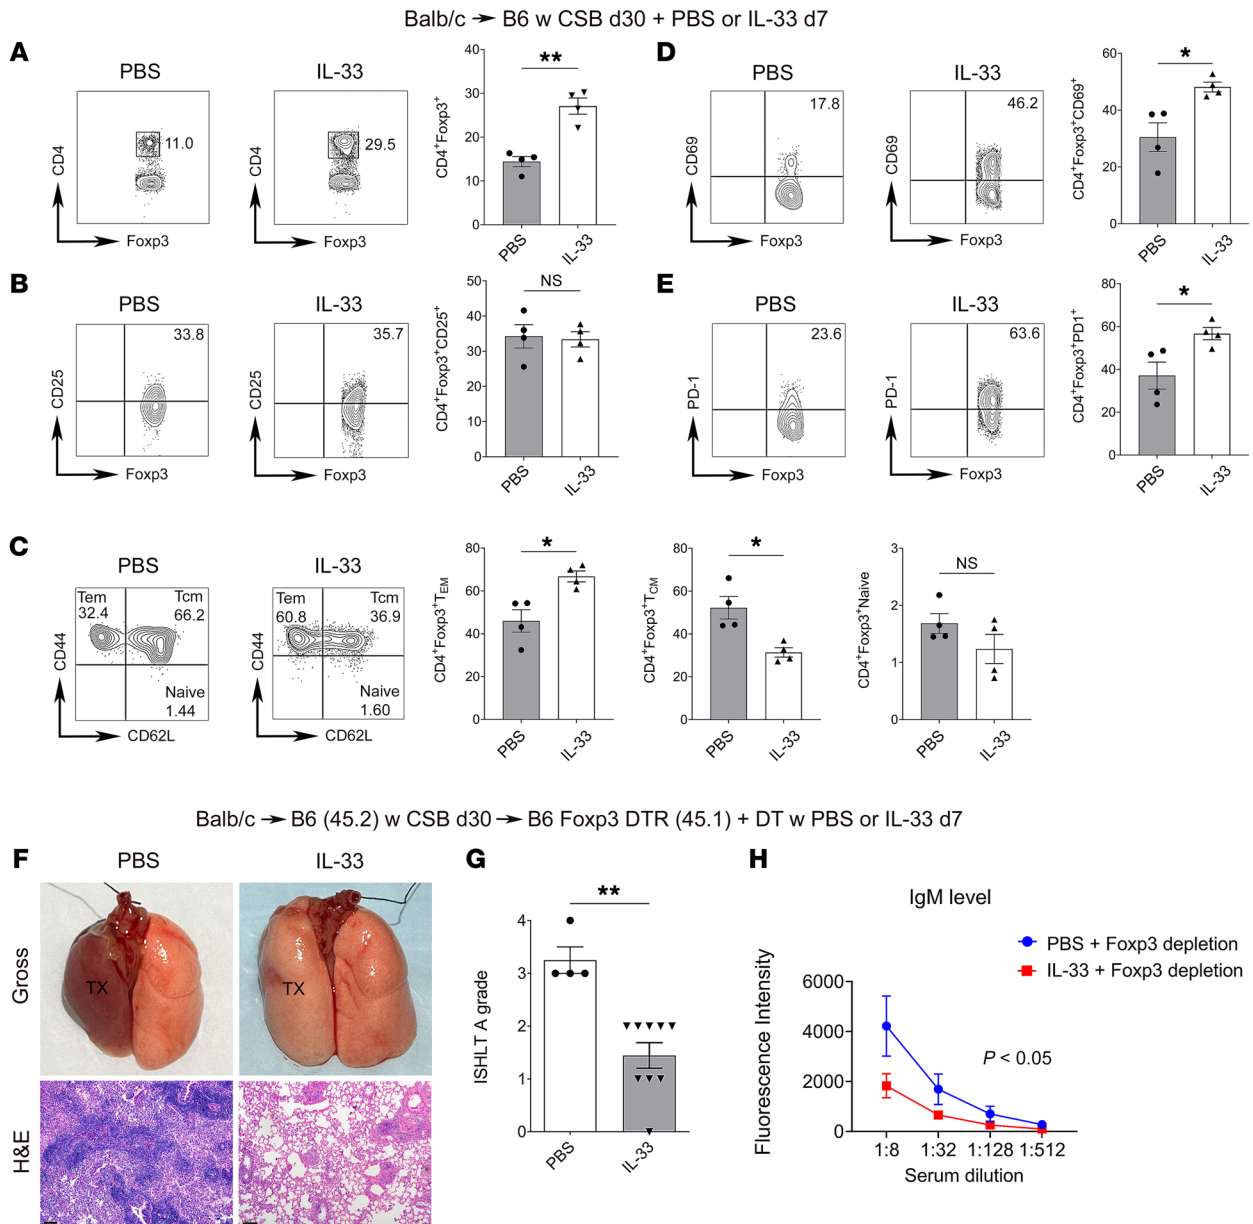 Balb/c → B6 w CSB d30 + PBS or IL-33 d7
A
PBS
IL-33
CD4
11.0
Foxp3
CD4
29.5
Foxp3
CD4+Foxp3+
40
30
20
10
0
**
PBS
IL-33
D
PBS
IL-33
CD69
17.8
Foxp3
CD69
46.2
Foxp3
CD4+Foxp3+CD69+
60
40
20
0
*
PBS
IL-33
B
PBS
IL-33
CD25
33.8
Foxp3
CD25
35.7
Foxp3
CD4+Foxp3+CD25+
50
40
30
20
10
0
NS
PBS
IL-33
E
PBS
IL-33
PD-1
23.6
Foxp3
PD-1
63.6
Foxp3
CD4+Foxp3+PD1+
80
60
40
20
0
*
PBS
IL-33
C
PBS
IL-33
CD44
Tem
32.4
Tcm
66.2
Naive
1.44
CD62L
CD44
Tem
60.8
Tcm
36.9
Naive
1.60
CD62L
CD4+Foxp3+TEM
80
60
40
20
0
*
PBS
IL-33
CD4+Foxp3+TCM
80
60
40
20
0
*
PBS
IL-33
CD4+Foxp3+Naive
3
2
1
0
NS
PBS
IL-33
Balb/c → B6 (45.2) w CSB d30 → B6 Foxp3 DTR (45.1) + DT w PBS or IL-33 d7
F
PBS
IL-33
Gross
TX
TX
H&E
G
ISHLT A grade
4
3
2
1
0
**
PBS
IL-33
H
IgM level
PBS + Foxp3 depletion
IL-33 + Foxp3 depletion
Fluorescence Intensity
6000
4000
2000
0
P < 0.05
1:8
1:32
1:128
1:512
Serum dilution